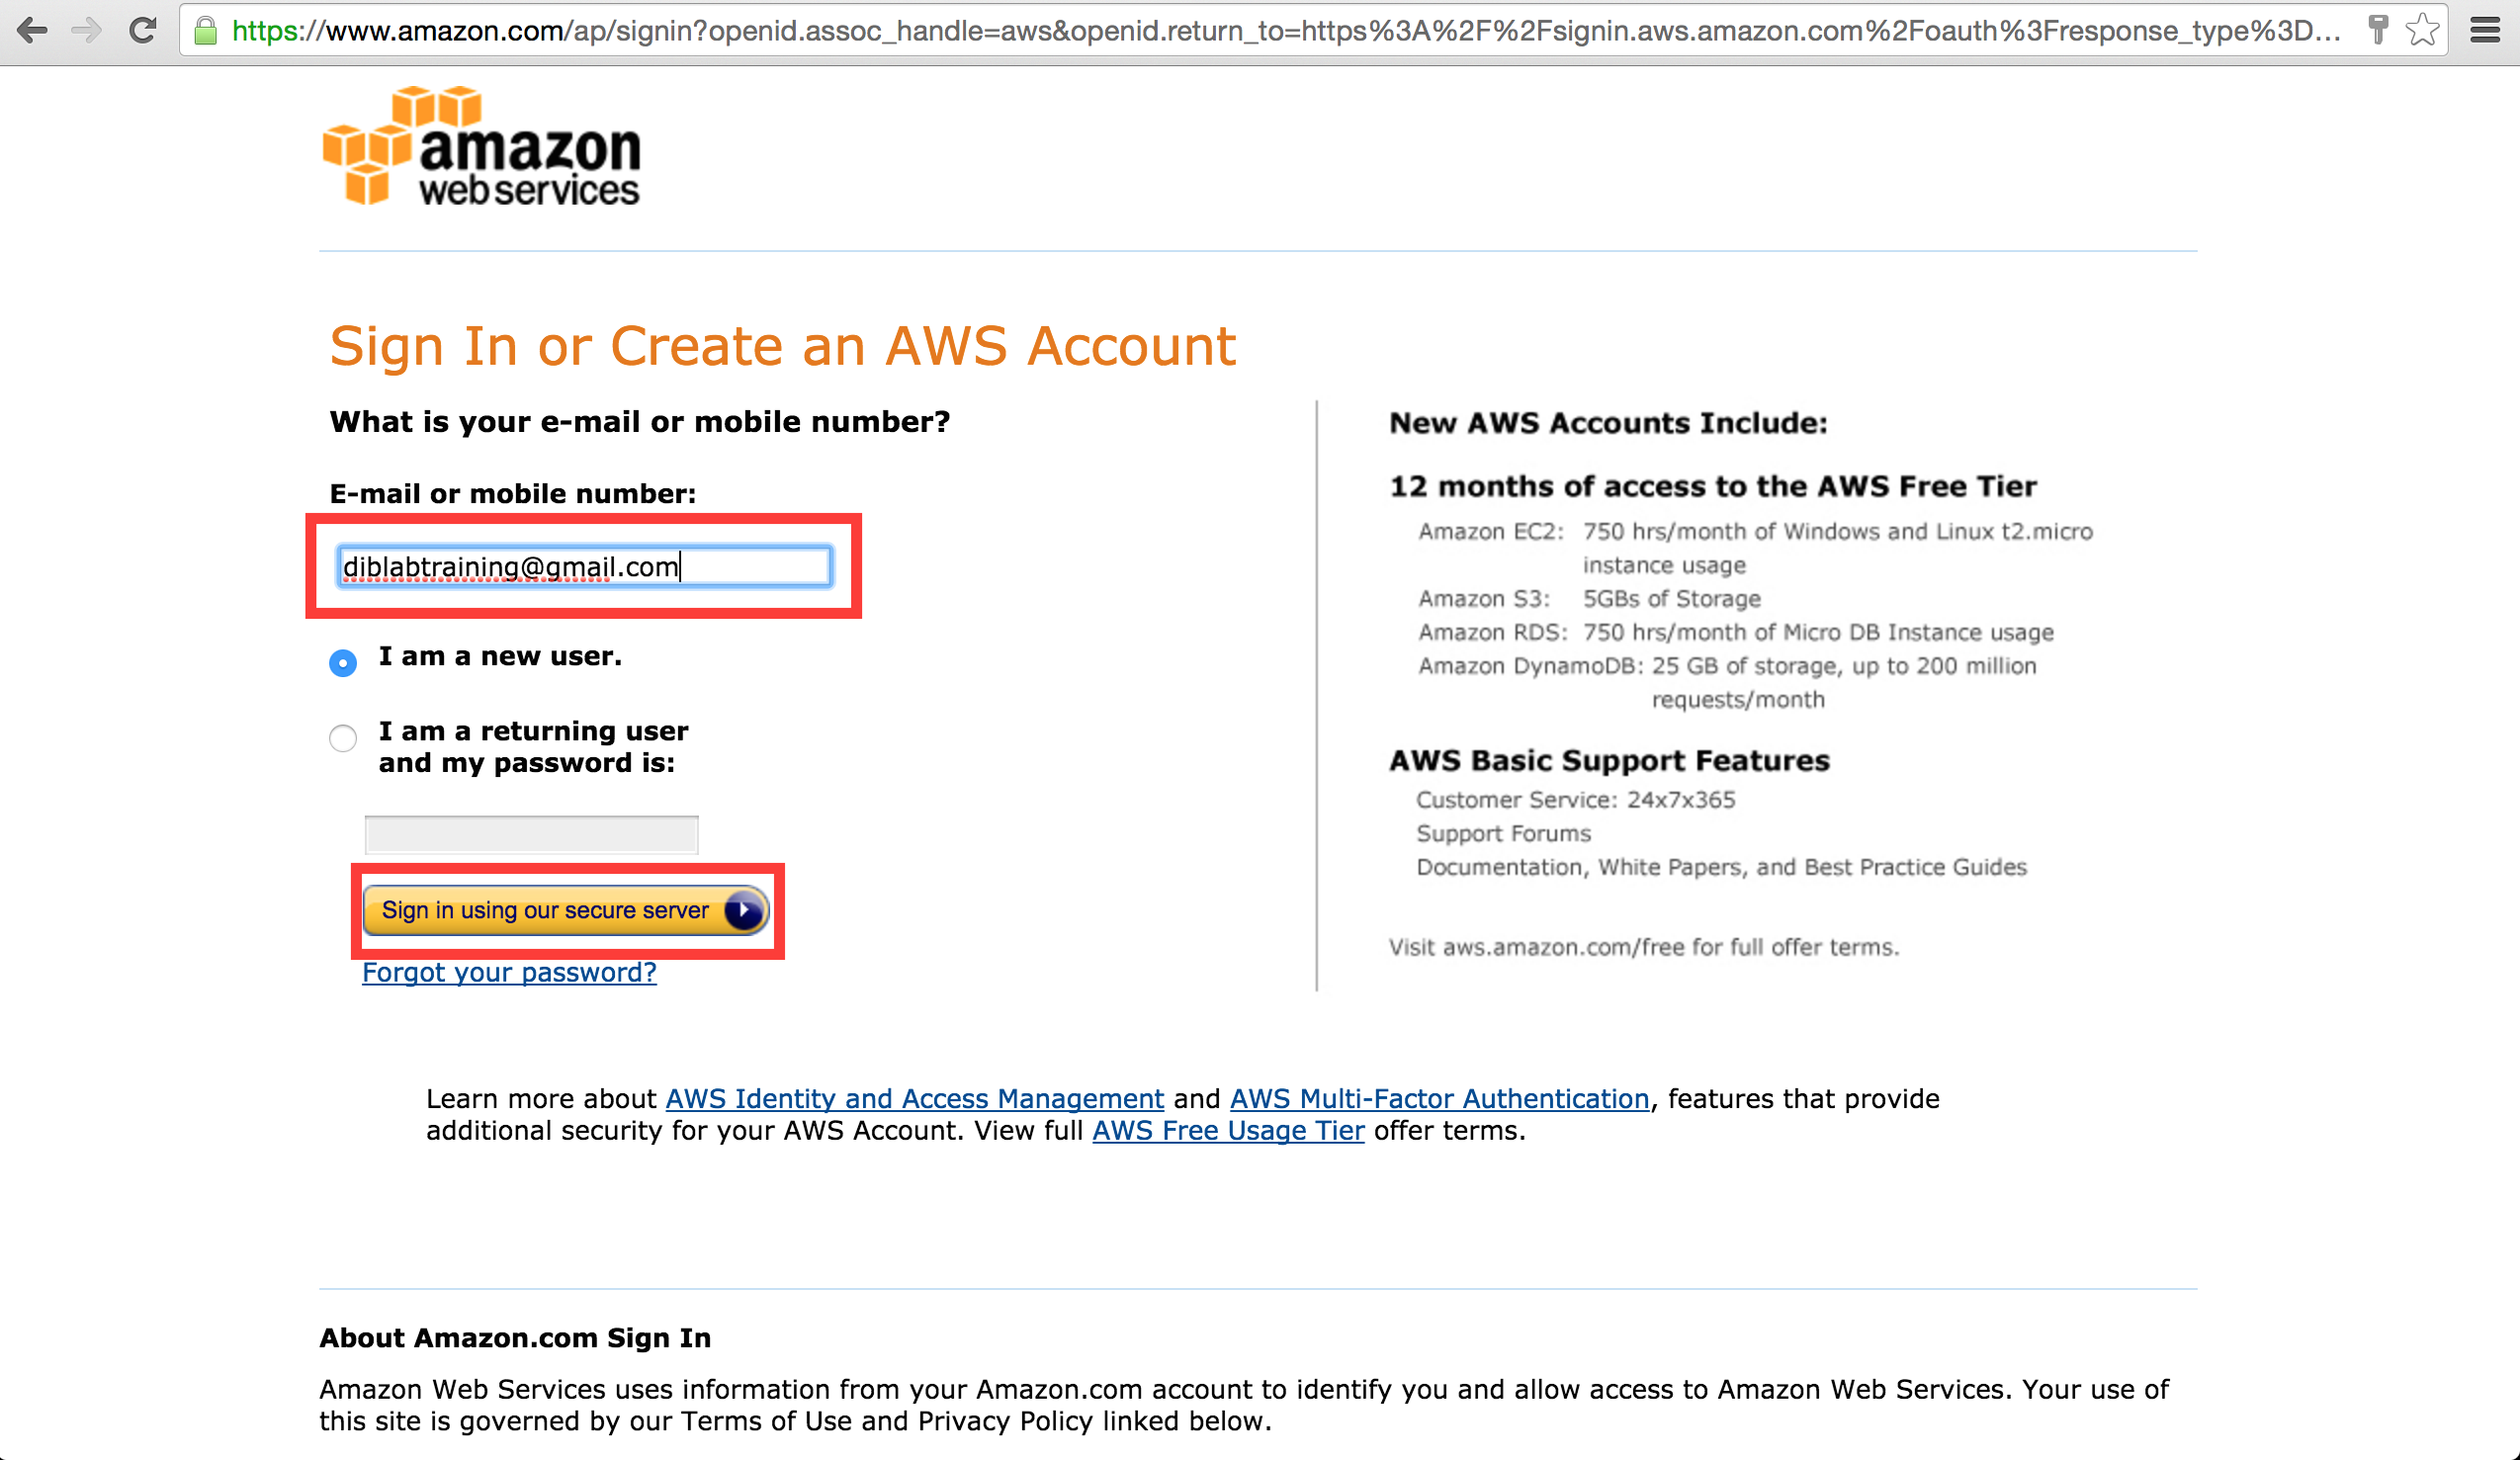 https://www.amazon.com/ap/signin?openid.assoc_handle=aws&openid.return_to=https%3A%2F%2Fsignin.aws.amazon.com%2Foauth%3Fresponse_type%3D...
amazon
web services
Sign In or Create an AWS Account
What is your e-mail or mobile number?
E-mail or mobile number:
diblabtraining@gmail.com
I am a new user.
I am a returning user
and my password is:
Sign in using our secure server
Forgot your password?
New AWS Accounts Include:
12 months of access to the AWS Free Tier
Amazon EC2: 750 hrs/month of Windows and Linux t2.micro
instance usage
Amazon S3: 5GBs of Storage
Amazon RDS: 750 hrs/month of Micro DB Instance usage
Amazon DynamoDB: 25 GB of storage, up to 200 million
requests/month
AWS Basic Support Features
Customer Service: 24x7x365
Support Forums
Documentation, White Papers, and Best Practice Guides
Visit aws.amazon.com/free for full offer terms.
Learn more about AWS Identity and Access Management and AWS Multi-Factor Authentication, features that provide
additional security for your AWS Account. View full AWS Free Usage Tier offer terms.
About Amazon.com Sign In
Amazon Web Services uses information from your Amazon.com account to identify you and allow access to Amazon Web Services. Your use of
this site is governed by our Terms of Use and Privacy Policy linked below.